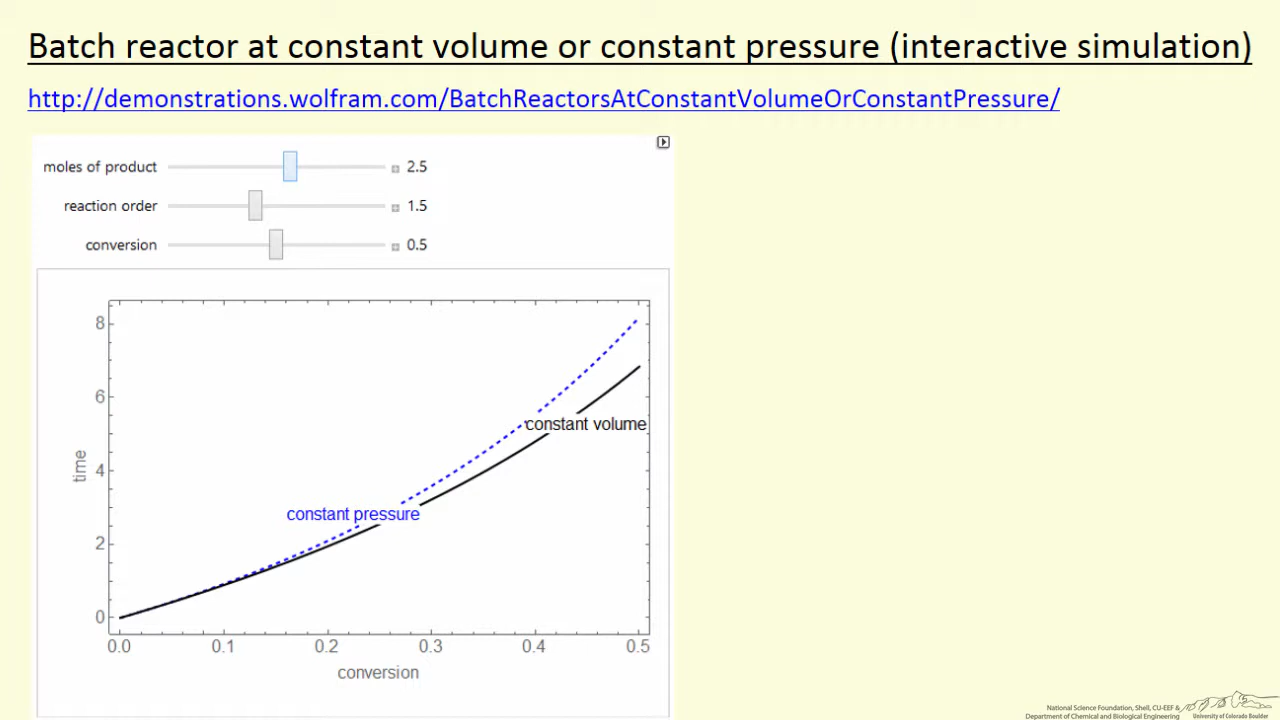 Batch reactor at constant volume or constant pressure (interactive simulation)
http://demonstrations.wolfram.com/BatchReactorsAtConstantVolumeOrConstantPressure/
moles of product 2.5
reaction order 1.5
conversion 0.5
8
6
4
2
0
time
constant volume
constant pressure
0.0 0.1 0.2 0.3 0.4 0.5
conversion
National Science Foundation, Shell, CU-EEF &
Department of Chemical and Biological Engineering
University of Colorado Boulder